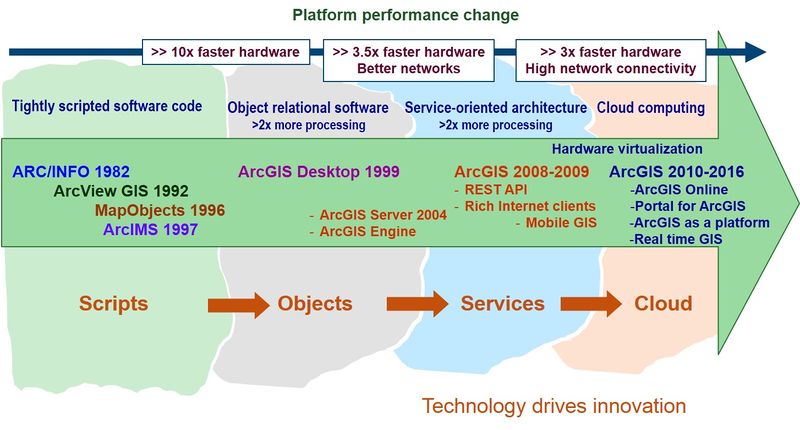 Platform performance change
>> 10x faster hardware
>> 3.5x faster hardware
Better networks
>> 3x faster hardware
High network connectivity
Tightly scripted software code
Object relational software
>2x more processing
Service-oriented architecture
>2x more processing
Cloud computing
Hardware virtualization
ARC/INFO 1982
ArcView GIS 1992
MapObjects 1996
ArcIMS 1997
ArcGIS Desktop 1999
- ArcGIS Server 2004
- ArcGIS Engine
ArcGIS 2008-2009
- REST API
- Rich Internet clients
- Mobile GIS
ArcGIS 2010-2016
-ArcGIS Online
-Portal for ArcGIS
-ArcGIS as a platform
-Real time GIS
Scripts
Objects
Services
Cloud
Technology drives innovation